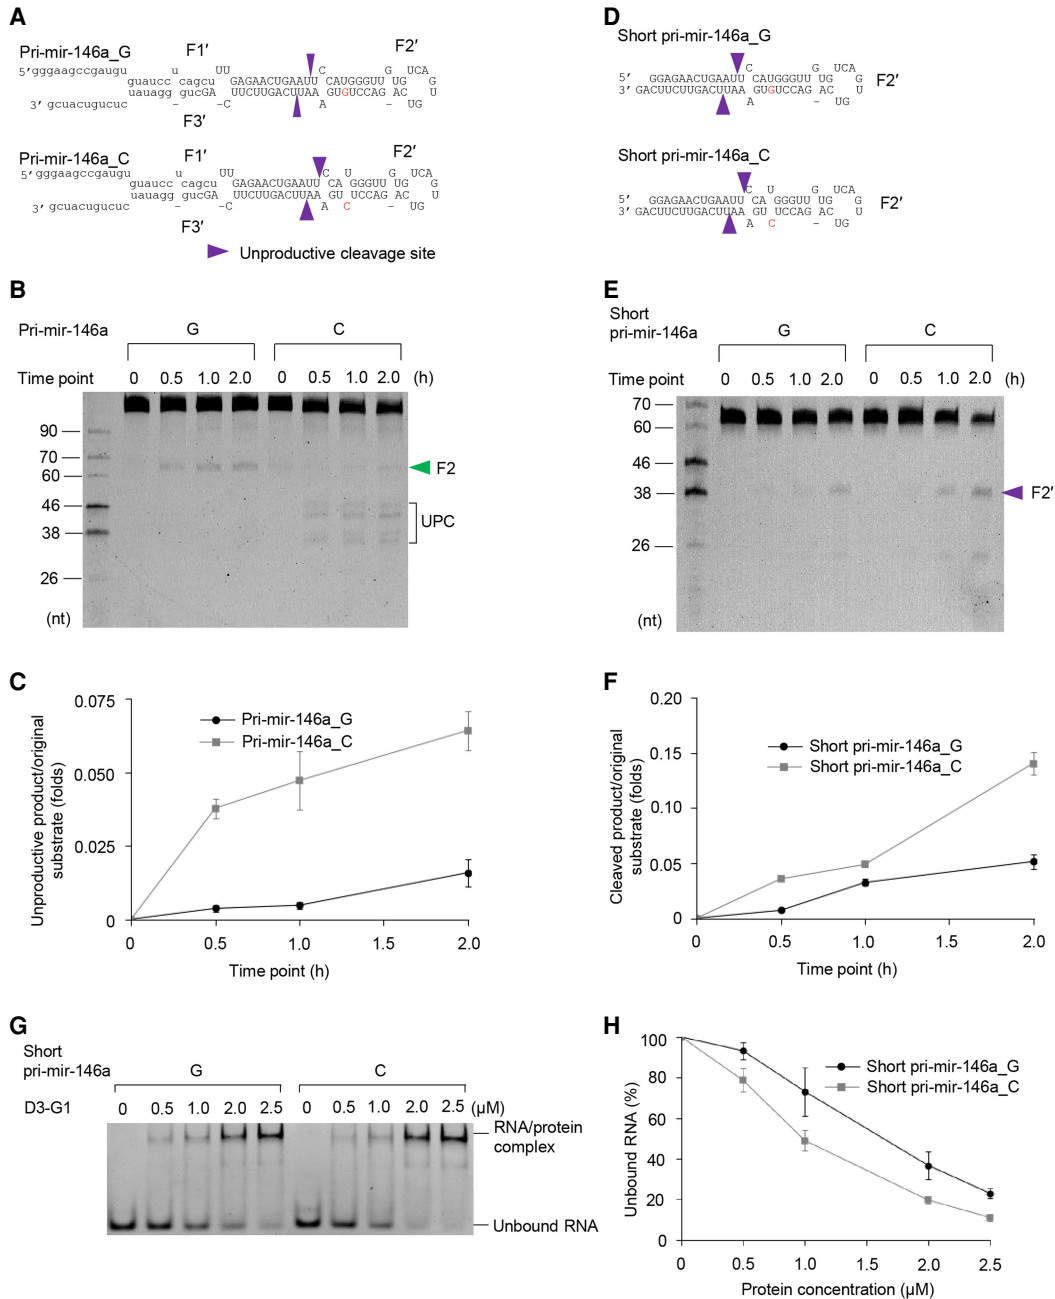 A
Pri-mir-146a_G
F1′
F2′
u UU C G UCA
5′gggaagccgaugu
guaucc cagcu GAGAACUGAAUU CAUGGGUU UG U
uauagg gucGA UUCUUGACUUAA GUGUCCAG AC U
3′ gcuacugucuc – –C A – UG
F3′
Pri-mir-146a_C
F1′
F2′
5′gggaagccgaugu u UU C U G UCA
guaucc cagcu GAGAACUGAAUU CA GGGUU UG G
uauagg gucGA UUCUUGACUUAA GU UCCAG AC U
3′ gcuacugucuc – –C A C – UG
F3′
Unproductive cleavage site
B
Pri-mir-146a
G C
Time point 0 0.5 1.0 2.0 0 0.5 1.0 2.0 (h)
90
70
60
46
38
26
(nt)
F2
UPC
C
Unproductive product/original
substrate (folds)
0.075
0.050
0.025
0
Pri-mir-146a_G
Pri-mir-146a_C
0 0.5 1.0 1.5 2.0
Time point (h)
D
Short pri-mir-146a_G
C G UCA
5′ GGAGAACUGAAUU CAUGGGUU UG U
3′ GACUUCUUGACUUAA GUGUCCAG AC U
A – UG
F2′
Short pri-mir-146a_C
C U G UCA
5′ GGAGAACUGAAUU CA GGGUU UG U
3′ GACUUCUUGACUUAA GU UCCAG AC U
A C – UG
F2′
E
Short
pri-mir-146a
G C
Time point 0 0.5 1.0 2.0 0 0.5 1.0 2.0 (h)
70
60
46
38
26
(nt)
F2′
F
Cleaved product/original
substrate (folds)
0.20
0.15
0.10
0.05
0
Short pri-mir-146a_G
Short pri-mir-146a_C
0 0.5 1.0 1.5 2.0
Time point (h)
G
Short
pri-mir-146a
G C
D3-G1 0 0.5 1.0 2.0 2.5 0 0.5 1.0 2.0 2.5 (μM)
RNA/protein
complex
Unbound RNA
H
Unbound RNA (%)
100
80
60
40
20
0
Short pri-mir-146a_G
Short pri-mir-146a_C
0 0.5 1.0 1.5 2.0 2.5
Protein concentration (μM)